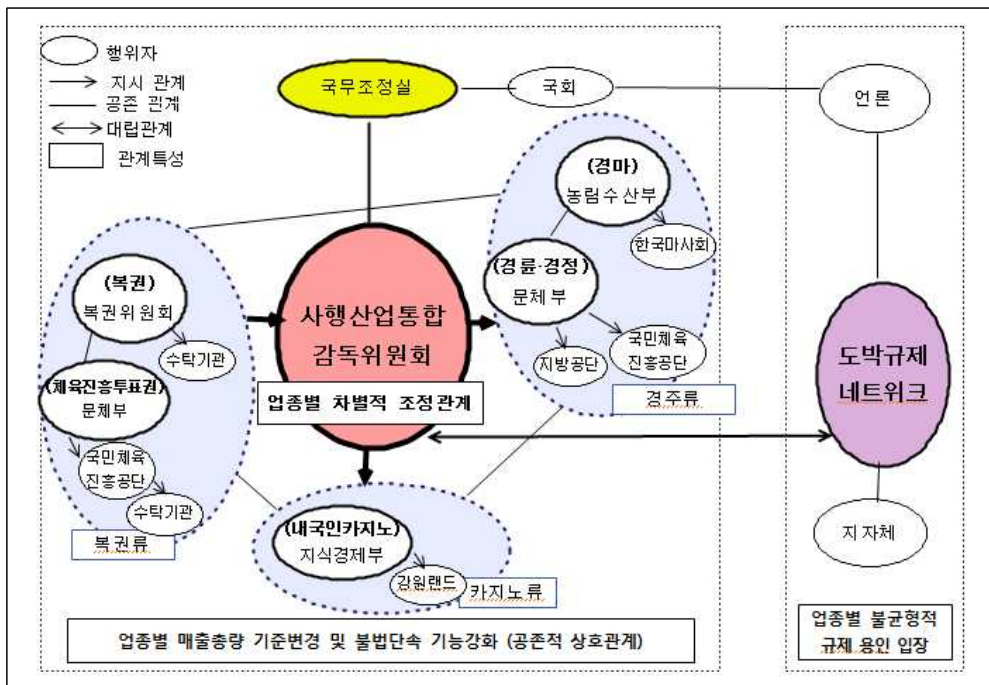 행위자
지시 관계
공존 관계
대립관계
관계특성
국무조정실
국회
언론
(경마)
농림수산부
한국마사회
(경륜·경정)
문체부
지방공단
국민체육
진흥공단
경주류
(복권)
복권위원회
수탁기관
(체육진흥투표권)
문체부
국민체육
진흥공단
수탁기관
복권류
사행산업통합
감독위원회
업종별 차별적 조정관계
도박규제
네트워크
지자체
(내국인카지노)
지식경제부
강원랜드
카지노류
업종별 매출총량 기준변경 및 불법단속 기능강화 (공존적 상호관계)
업종별 불균형적
규제 용인 입장